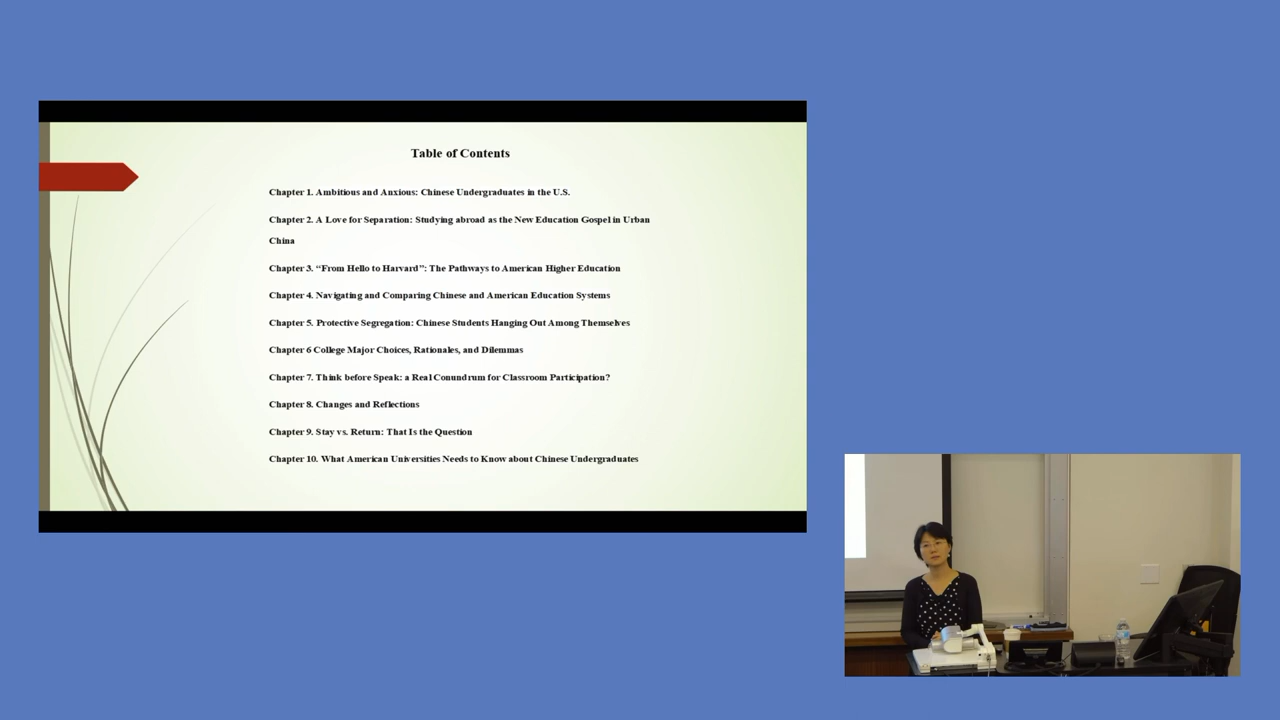 Table of Contents
Chapter 1. Ambitious and Anxious: Chinese Undergraduates in the U.S.
Chapter 2. A Love for Separation: Studying abroad as the New Education Gospel in Urban
China
Chapter 3. “From Hello to Harvard”: The Pathways to American Higher Education
Chapter 4. Navigating and Comparing Chinese and American Education Systems
Chapter 5. Protective Segregation: Chinese Students Hanging Out Among Themselves
Chapter 6 College Major Choices, Rationales, and Dilemmas
Chapter 7. Think before Speak: a Real Conundrum for Classroom Participation?
Chapter 8. Changes and Reflections
Chapter 9. Stay vs. Return: That Is the Question
Chapter 10. What American Universities Needs to Know about Chinese Undergraduates